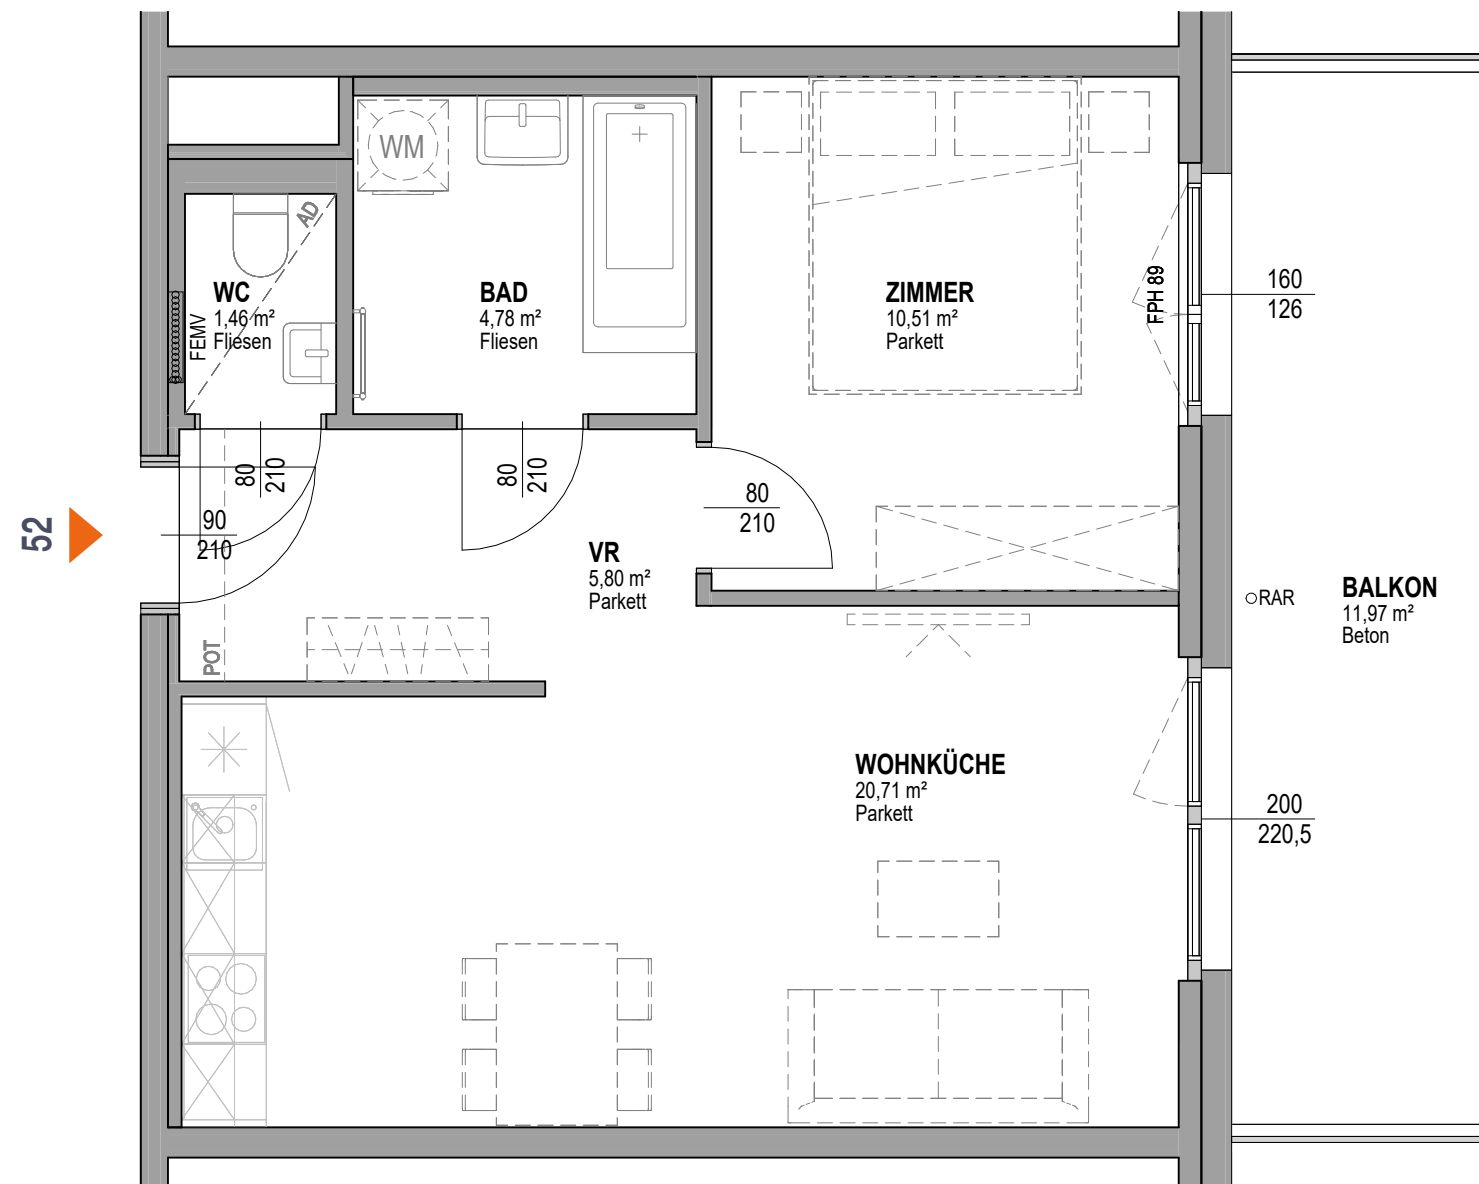 WM
AD
WC
1,46 m²
Fliesen
FEMV
BAD
4,78 m²
Fliesen
ZIMMER
10,51 m²
Parkett
FPH 89
160
126
80
210
80
210
80
210
90
210
52
VR
5,80 m²
Parkett
POT
RAR
BALKON
11,97 m²
Beton
WOHNKÜCHE
20,71 m²
Parkett
200
220,5